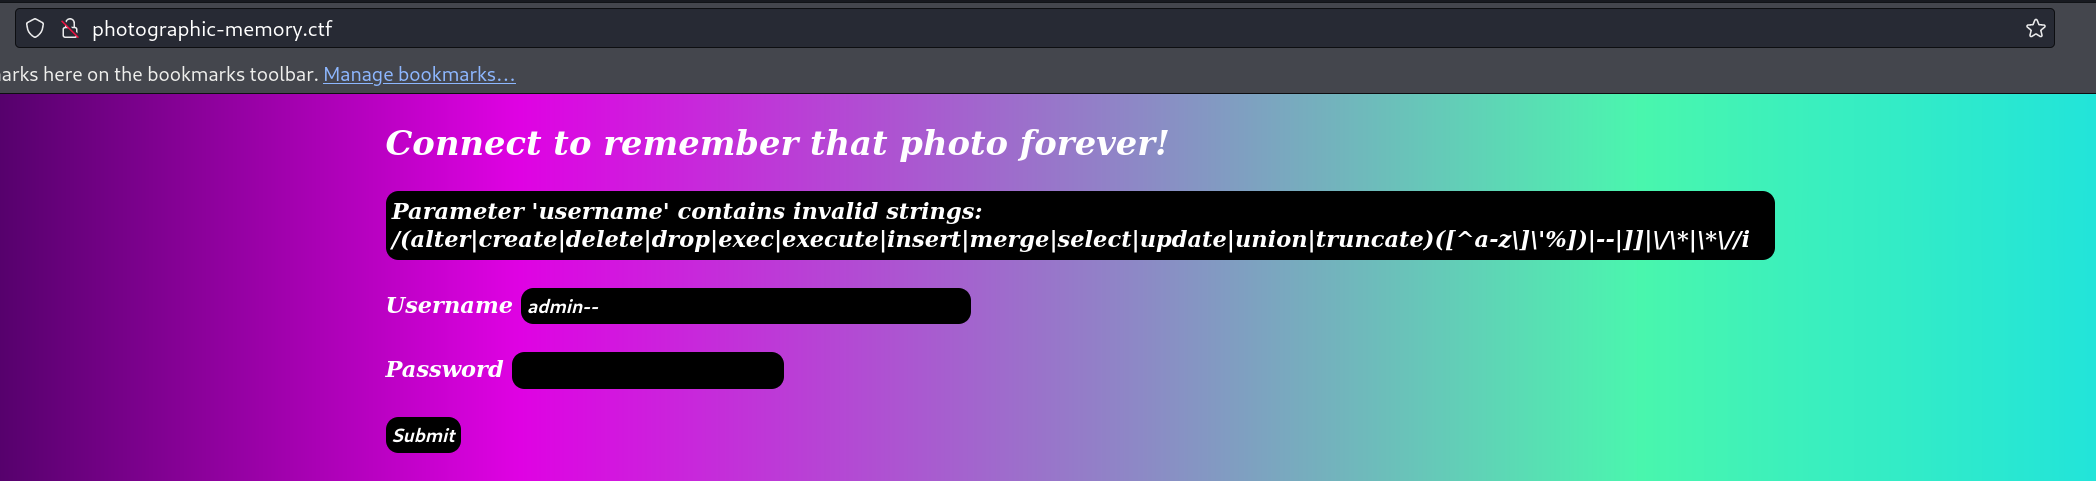 photographic-memory.ctf
arks here on the bookmarks toolbar. Manage bookmarks...
Connect to remember that photo forever!
Parameter 'username' contains invalid strings:
/(alter|create|delete|drop|exec|execute|insert|merge|select|update|union|truncate)([^a-z\]\'%])|--|]]|\/\*|\*\//i
Username admin--
Password
Submit